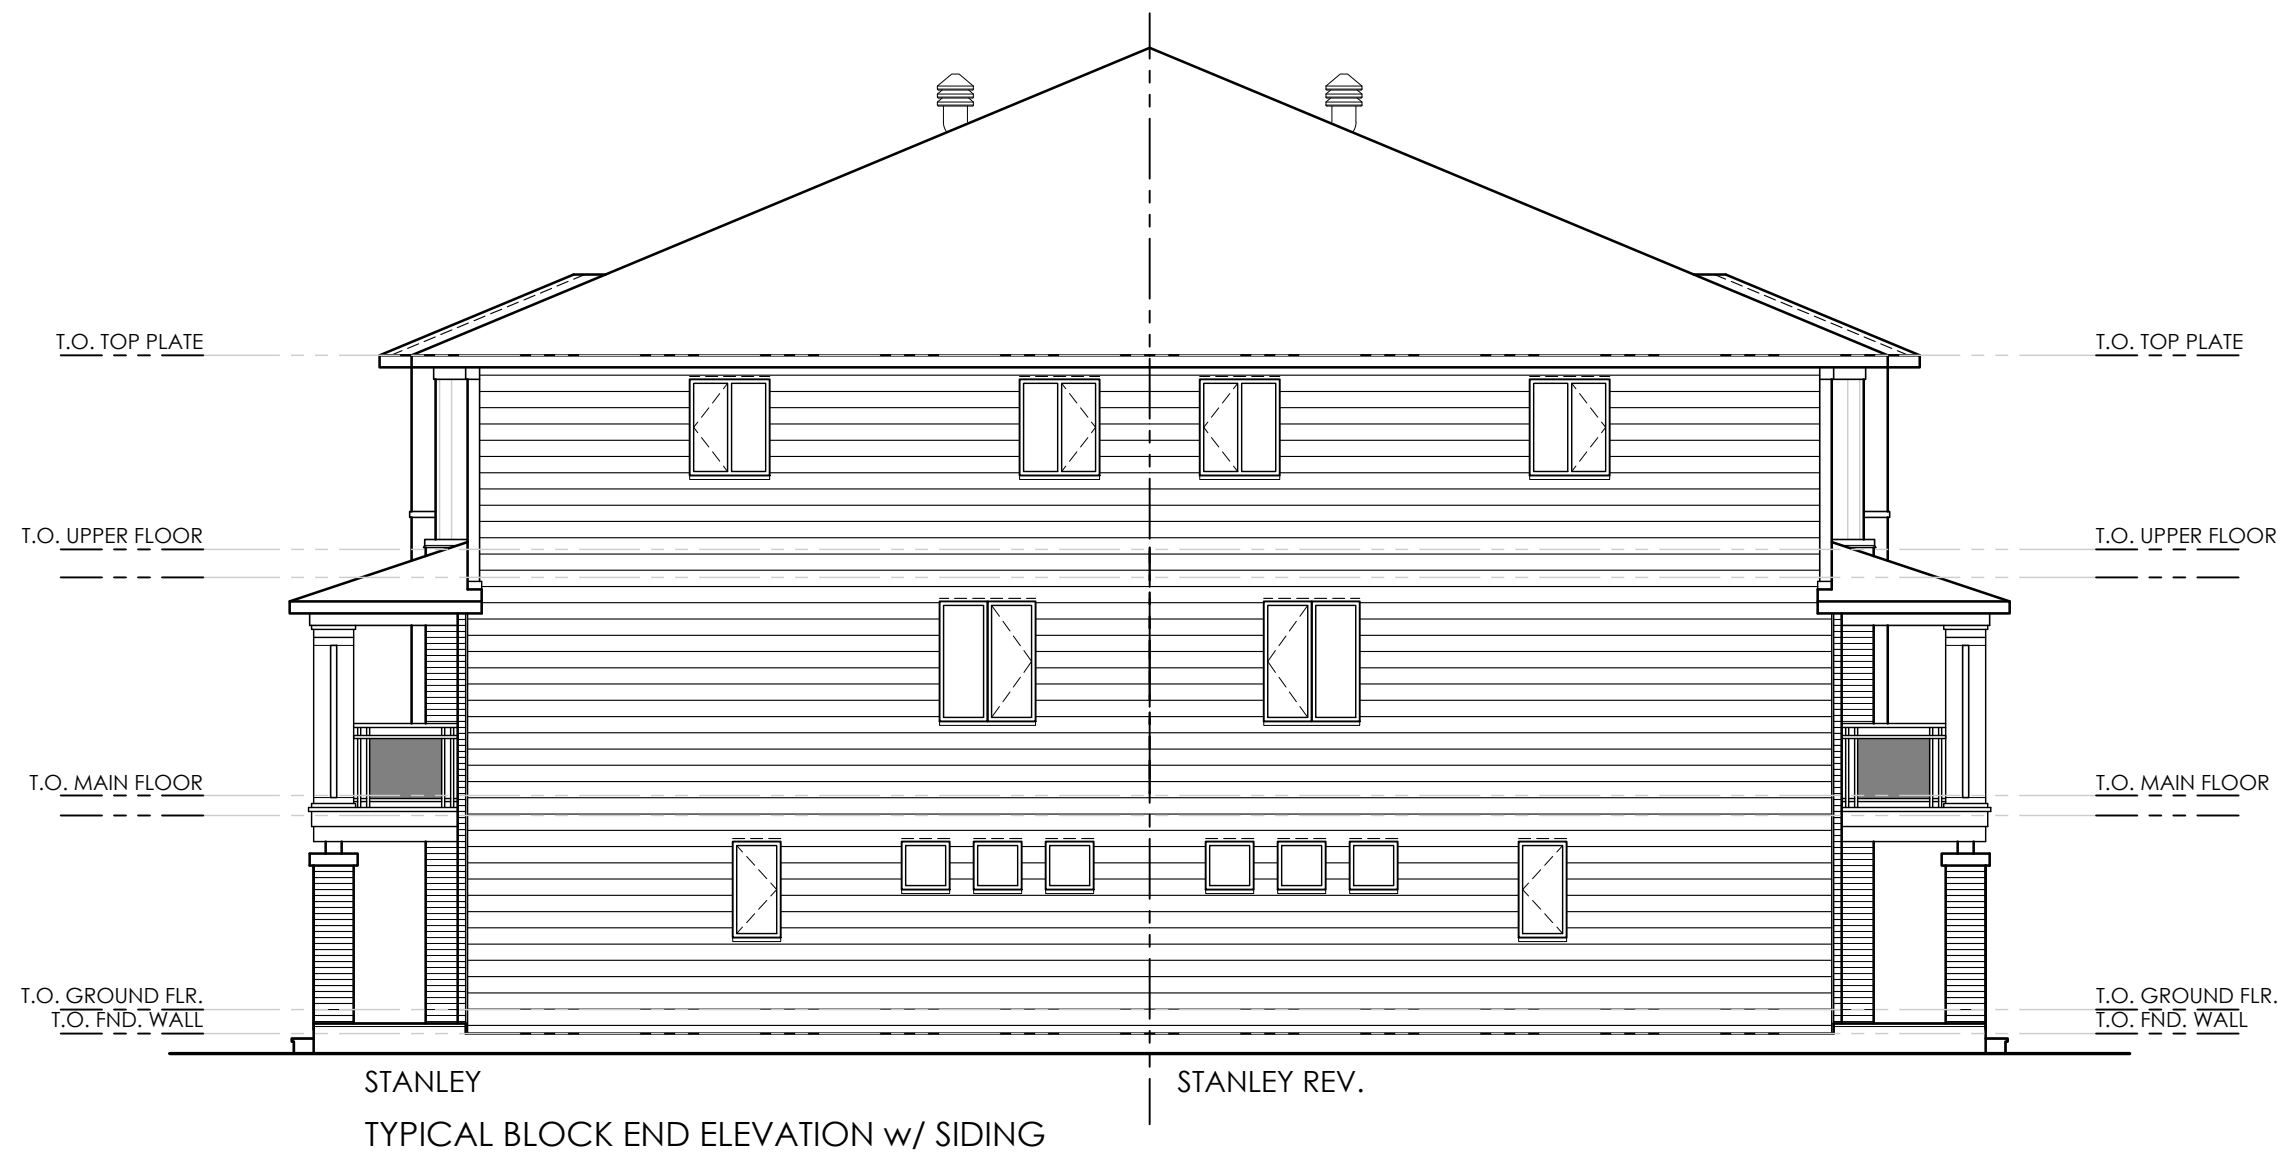 T.O. TOP PLATE
T.O. TOP PLATE
T.O. UPPER FLOOR
T.O. UPPER FLOOR
T.O. MAIN FLOOR
T.O. MAIN FLOOR
T.O. GROUND FLR.
T.O. GROUND FLR.
T.O. FND. WALL
T.O. FND. WALL
STANLEY
STANLEY REV.
TYPICAL BLOCK END ELEVATION w/ SIDING